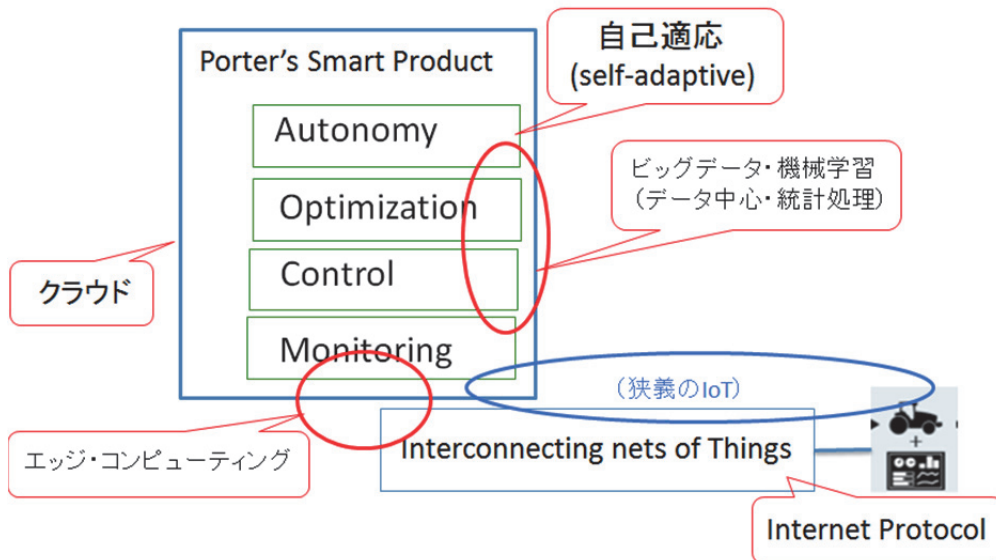 自己適応
(self-adaptive)
Porter's Smart Product
Autonomy
ビッグデータ・機械学習
(データ中心・統計処理)
Optimization
Control
クラウド
Monitoring
(狭義のIoT)
エッジ・コンピューティング
Interconnecting nets of Things
+
Internet Protocol